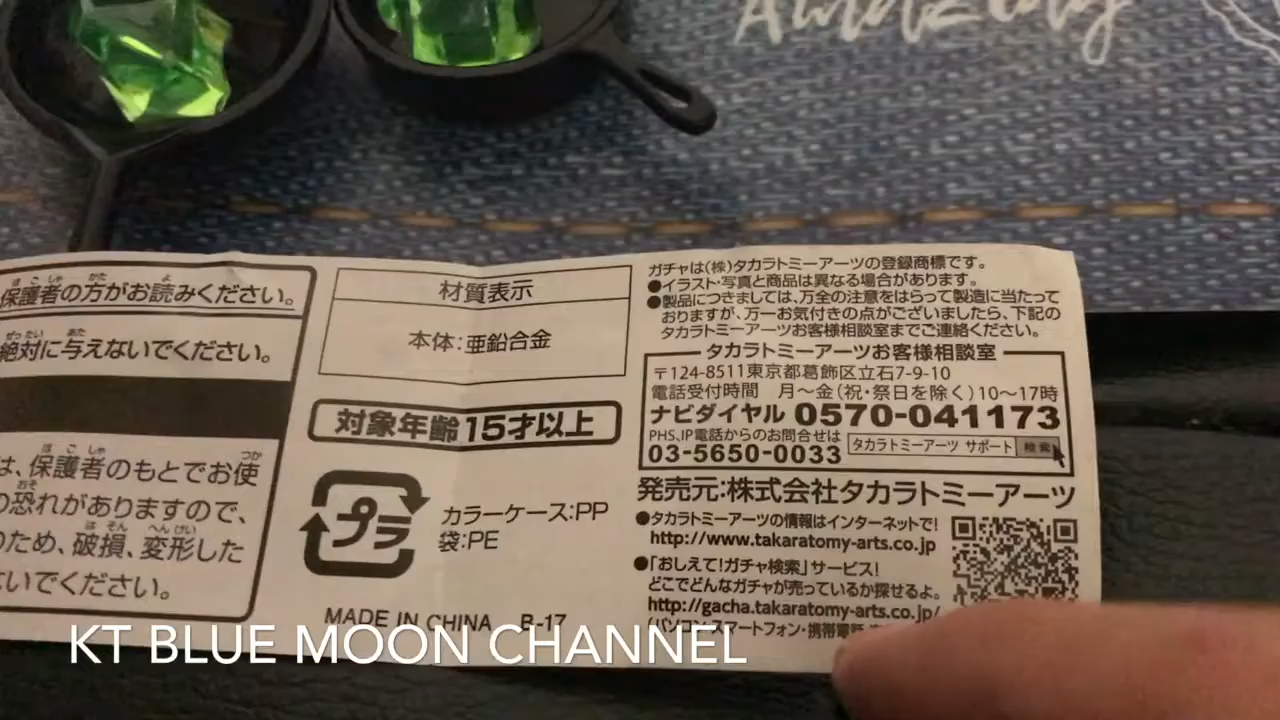 Amazing
保護者の方がお読みください。
絶対に与えないでください。
は、保護者のもとでお使
の恐れがありますので、
のため、破損、変形した
ないでください。
材質表示
本体:亜鉛合金
対象年齢15才以上
プラ
カラーケース:PP
袋:PE
MADE IN CHINA B-17
ガチャは(株)タカラトミーアーツの登録商標です。
●イラスト・写真と商品は異なる場合があります。
●製品につきましては、万全の注意をはらって製造に当たって
おりますが、万一お気付きの点がございましたら、下記の
タカラトミーアーツお客様相談室までご連絡ください。
タカラトミーアーツお客様相談室
〒124-8511東京都葛飾区立石7-9-10
電話受付時間 月〜金(祝・祭日を除く)10〜17時
ナビダイヤル 0570-041173
PHS,IP電話からのお問合せは
03-5650-0033
タカラトミーアーツ サポート 検索
発売元:株式会社タカラトミーアーツ
●タカラトミーアーツの情報はインターネットで!
http://www.takaratomy-arts.co.jp
●「おしえて!ガチャ検索」サービス!
どこでどんなガチャが売っているか探せるよ。
http://gacha.takaratomy-arts.co.jp/
(パソコン・スマートフォン・携帯電話
KT BLUE MOON CHANNEL